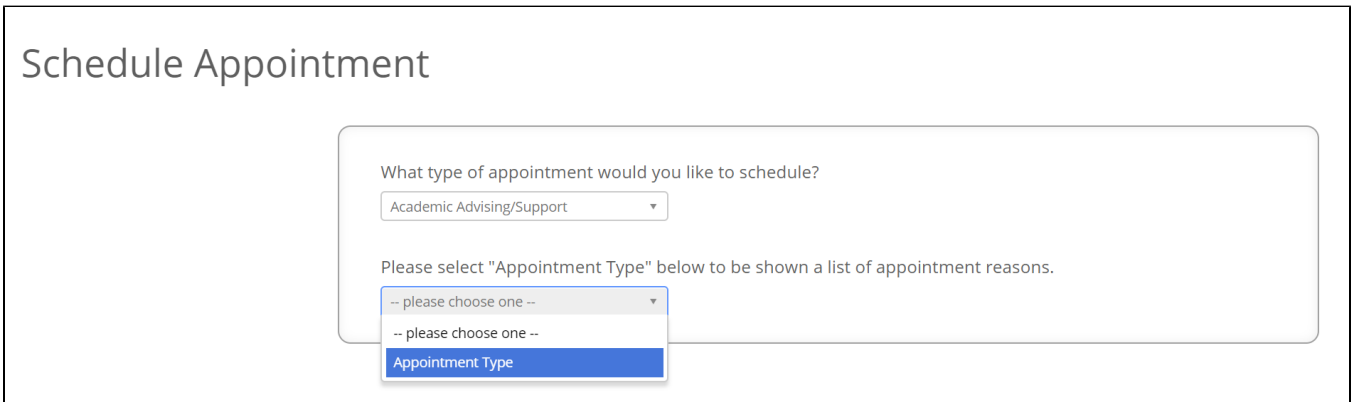 Schedule Appointment
What type of appointment would you like to schedule?
Academic Advising/Support
Please select "Appointment Type" below to be shown a list of appointment reasons.
-- please choose one --
-- please choose one --
Appointment Type